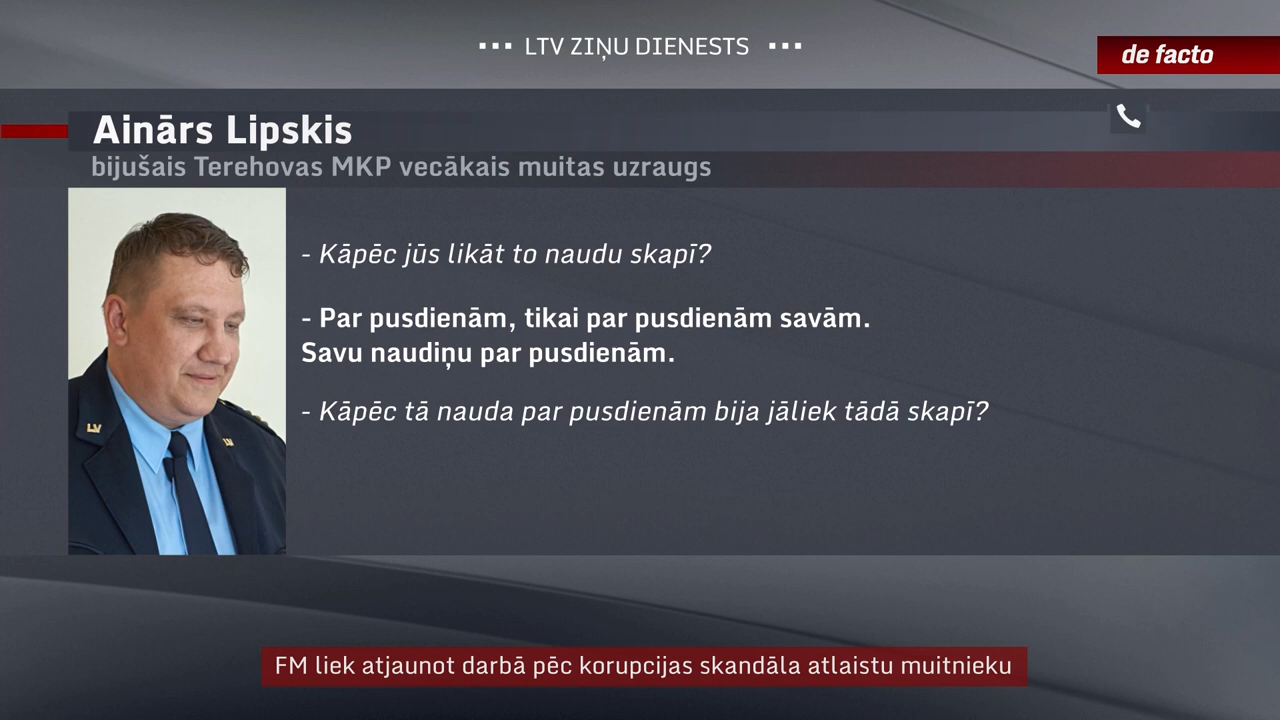 LTV ZIŅU DIENESTS
de facto
Ainārs Lipskis
bijušais Terehovas MKP vecākais muitas uzraugs
- Kāpēc jūs likāt to naudu skapī?
- Par pusdienām, tikai par pusdienām savām.
Savu naudiņu par pusdienām.
- Kāpēc tā nauda par pusdienām bija jāliek tādā skapī?
LV
LV
FM liek atjaunot darbā pēc korupcijas skandāla atlaistu muitnieku